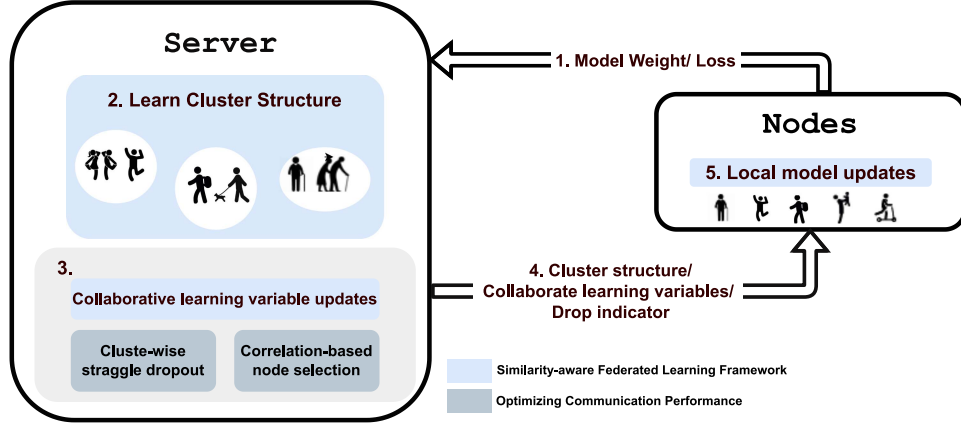 Server
2. Learn Cluster Structure
3.
Collaborative learning variable updates
Cluste-wise
straggle dropout
Correlation-based
node selection
1. Model Weight/ Loss
Nodes
5. Local model updates
4. Cluster structure/
Collaborate learning variables/
Drop indicator
Similarity-aware Federated Learning Framework
Optimizing Communication Performance